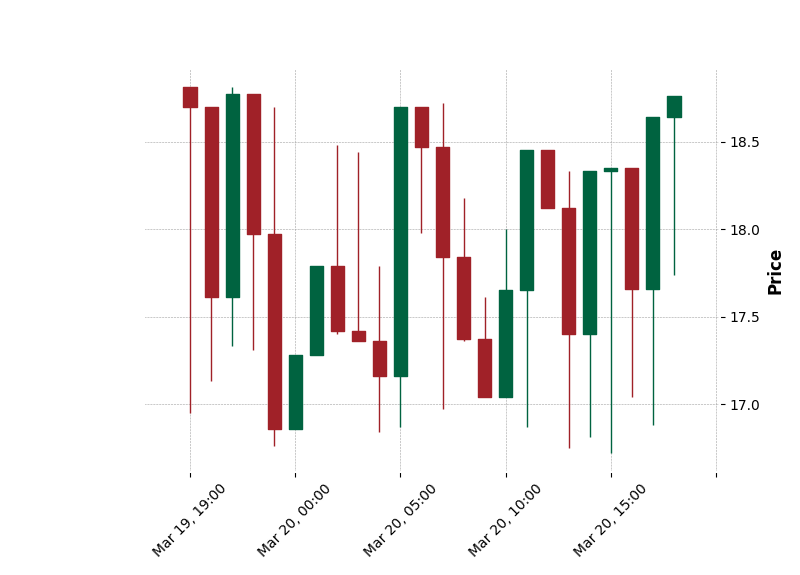 18.5
18.0
17.5
17.0
Price
Mar 19, 19:00
Mar 20, 00:00
Mar 20, 05:00
Mar 20, 10:00
Mar 20, 15:00